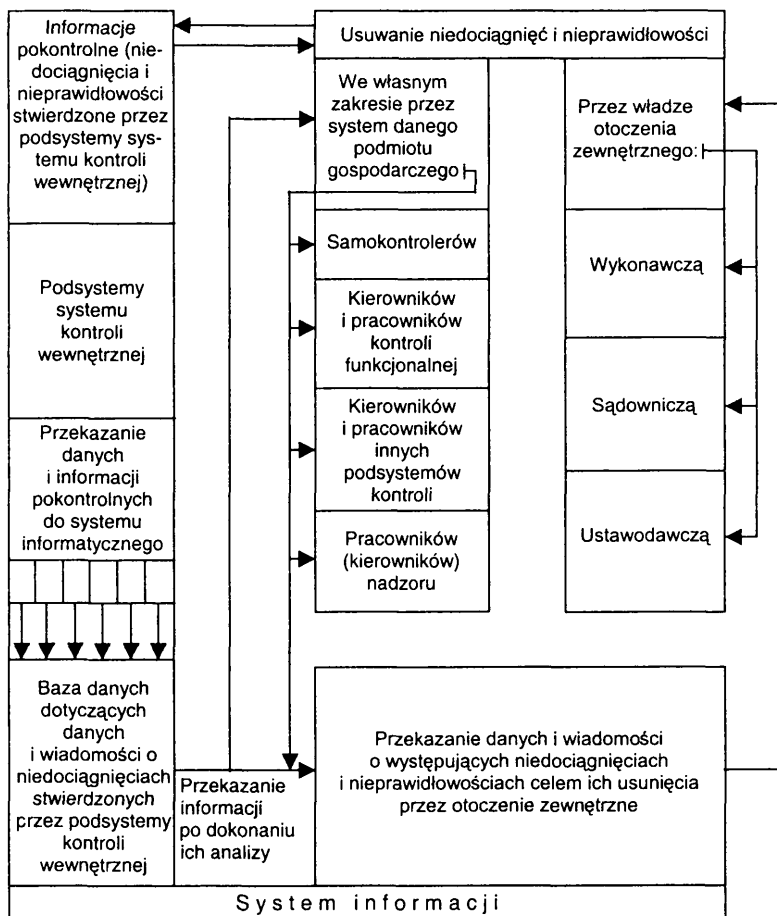 Informacje
pokontrolne (nie-
dociągnięcia i
nieprawidłowości
stwierdzone przez
podsystemy sys-
temu kontroli
wewnętrznej)
Podsystemy
systemu
kontroli
wewnętrznej
Przekazanie
danych
i informacji
pokontrolnych
do systemu
informatycznego
Baza danych
dotyczących
danych
i wiadomości o
niedociągnięciach
stwierdzonych
przez podsystemy
kontroli
wewnętrznej
Przekazanie
informacji
po dokonaniu
ich analizy
Usuwanie niedociągnięć i nieprawidłowości
We własnym
zakresie przez
system danego
podmiotu
gospodarczego
Samokontrolerów
Kierowników
i pracowników
kontroli
funkcjonalnej
Kierowników
i pracowników
innych
podsystemów
kontroli
Pracowników
(kierowników)
nadzoru
Przez władze
otoczenia
zewnętrznego:
Wykonawczą
Sądowniczą
Ustawodawczą
Przekazanie danych i wiadomości
o występujących niedociągnięciach
i nieprawidłowościach celem ich usunięcia
przez otoczenie zewnętrzne
System informacji